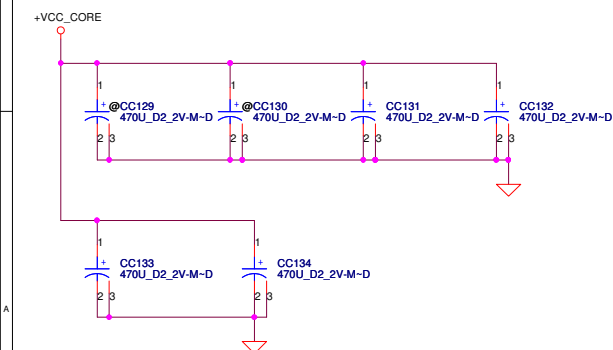 +VCC_CORE
1 1 1 1
@CC129 @CC130 CC131 CC132
470U_D2_2V-M~D 470U_D2_2V-M~D 470U_D2_2V-M~D 470U_D2_2V-M~D
2 3 2 3 2 3 2 3
1 1
CC133 CC134
470U_D2_2V-M~D 470U_D2_2V-M~D
2 3 2 3
A